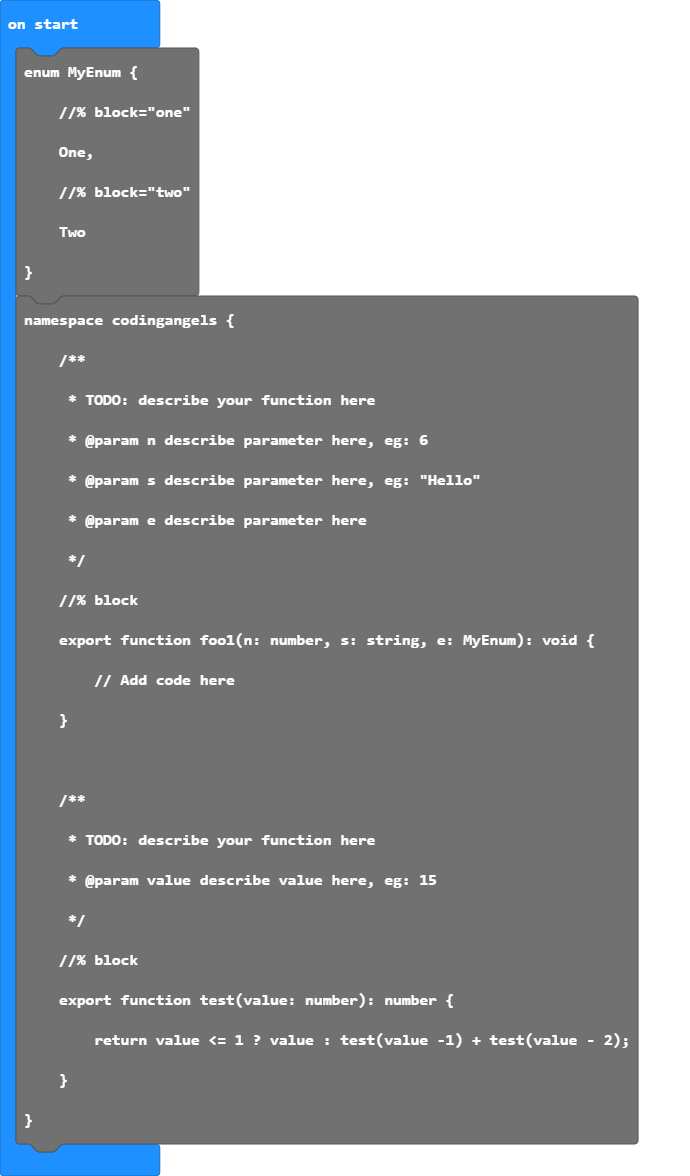 on start
enum MyEnum {
    //% block="one"
    One,
    //% block="two"
    Two
}
namespace codingangels {
    /**
     * TODO: describe your function here
     * @param n describe parameter here, eg: 6
     * @param s describe parameter here, eg: "Hello"
     * @param e describe parameter here
     */
    //% block
    export function foo1(n: number, s: string, e: MyEnum): void {
        // Add code here
    }

    /**
     * TODO: describe your function here
     * @param value describe value here, eg: 15
     */
    //% block
    export function test(value: number): number {
        return value <= 1 ? value : test(value -1) + test(value - 2);
    }
}